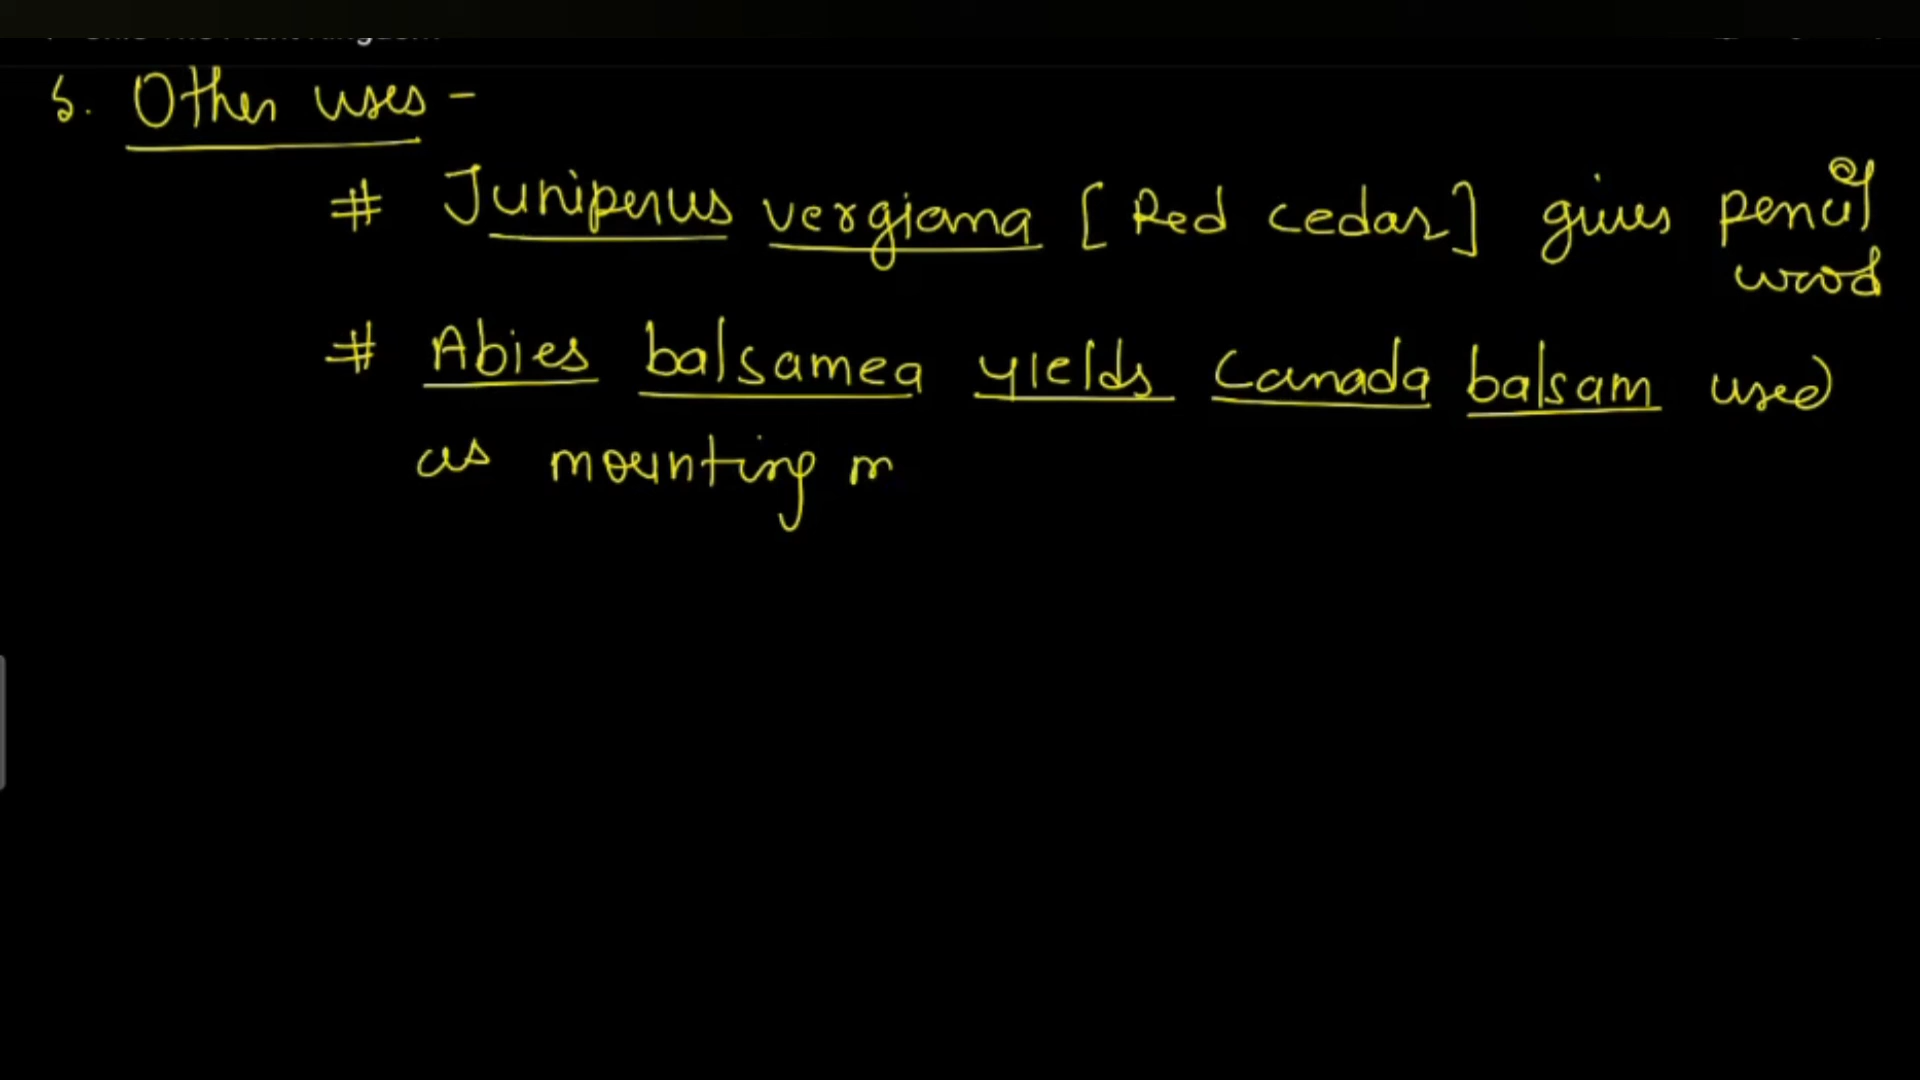 5. Other uses -
# Juniperus vergiana [Red cedar] gives pencil
wood
# Abies balsamea yields Canada balsam used
as mounting m